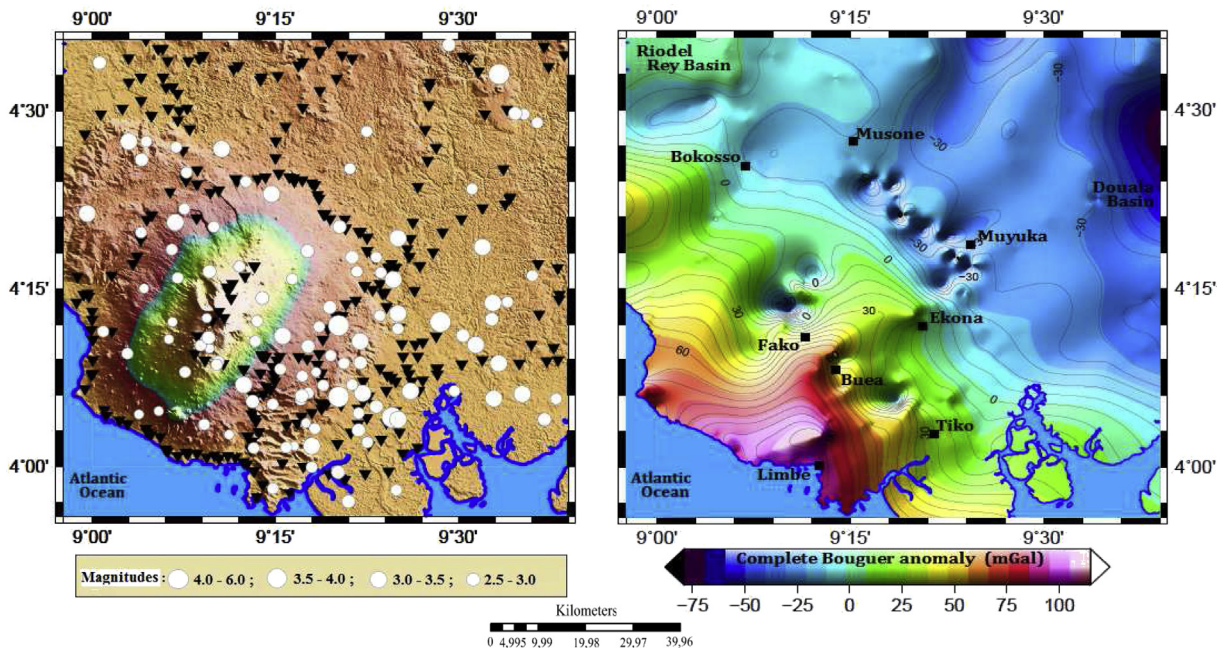 9°00' 9°15' 9°30' 9°00' 9°15' 9°30'
4°30'
4°15'
4°00'
Atlantic
Ocean
9°00' 9°15' 9°30'
Riodel
Rey Basin
−30
4°30'
Musone
−30
Bokosso
0
Douala
Basin
−30
Muyuka
−30
0
−30
4°15'
0
30
30
0
Ekona
Fako
60
Buea
0
30
Tiko
4°00'
Limbe
Atlantic
Ocean
9°00' 9°15' 9°30'
Magnitudes : 4.0 - 6.0 ; 3.5 - 4.0 ; 3.0 - 3.5 ; 2.5 - 3.0
Complete Bouguer anomaly (mGal)
−75 −50 −25 0 25 50 75 100
Kilometers
0 4,995 9,99 19,98 29,97 39,96